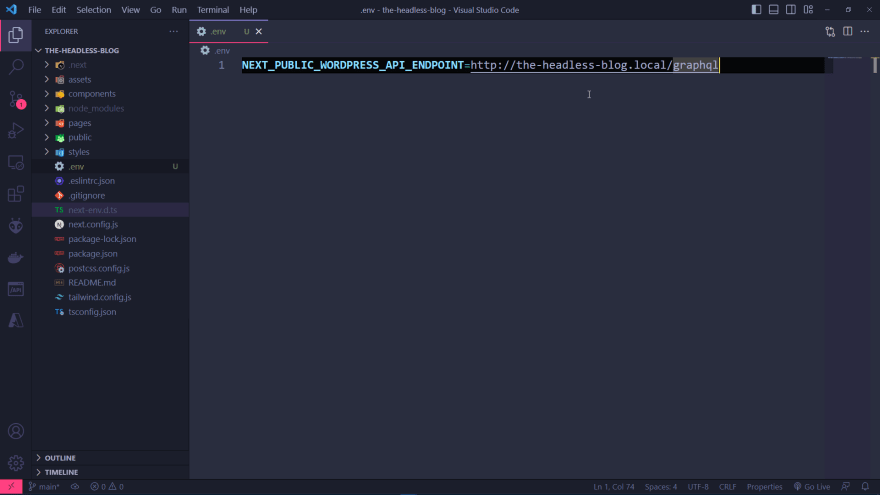 File Edit Selection View Go Run Terminal Help
.env - the-headless-blog - Visual Studio Code
EXPLORER
THE-HEADLESS-BLOG
.next
assets
components
node_modules
pages
public
styles
.env U
.eslintrc.json
.gitignore
TS next-env.d.ts
next.config.js
package-lock.json
package.json
postcss.config.js
README.md
tailwind.config.js
tsconfig.json
OUTLINE
TIMELINE
.env U
.env
1 NEXT_PUBLIC_WORDPRESS_API_ENDPOINT=http://the-headless-blog.local/graphql
1
/API
main* 0 0
Ln 1, Col 74 Spaces: 4 UTF-8 CRLF Properties Go Live